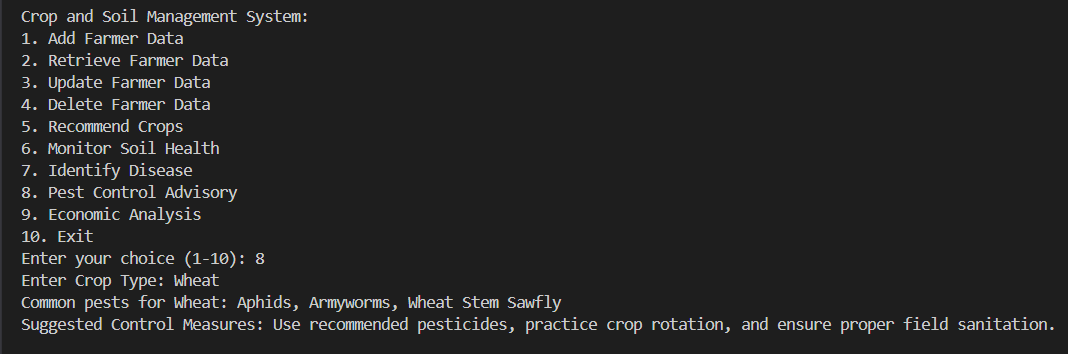 Crop and Soil Management System:
1. Add Farmer Data
2. Retrieve Farmer Data
3. Update Farmer Data
4. Delete Farmer Data
5. Recommend Crops
6. Monitor Soil Health
7. Identify Disease
8. Pest Control Advisory
9. Economic Analysis
10. Exit
Enter your choice (1-10): 8
Enter Crop Type: Wheat
Common pests for Wheat: Aphids, Armyworms, Wheat Stem Sawfly
Suggested Control Measures: Use recommended pesticides, practice crop rotation, and ensure proper field sanitation.